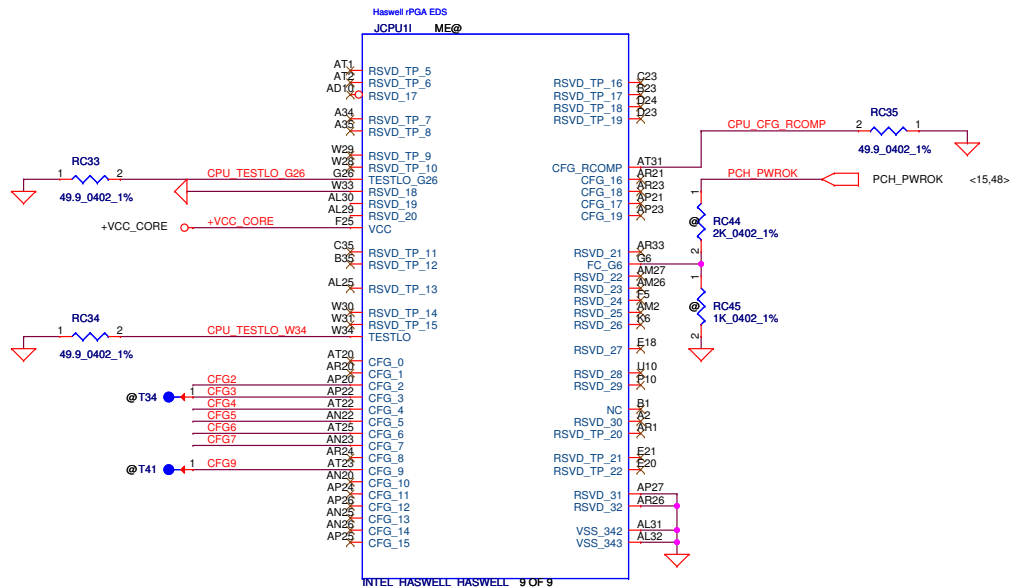 Haswell rPGA EDS
JCPU1I ME@
AT1 RSVD_TP_5
AT2 RSVD_TP_6
AD10 RSVD_17
A34 RSVD_TP_7
A35 RSVD_TP_8
W29 RSVD_TP_9
W28 RSVD_TP_10
RC33
1 2 CPU_TESTLO_G26 G26 TESTLO_G26
49.9_0402_1%
W33 RSVD_18
AL30 RSVD_19
AL29 RSVD_20
+VCC_CORE +VCC_CORE F25 VCC
C35 RSVD_TP_11
B35 RSVD_TP_12
AL25 RSVD_TP_13
W30 RSVD_TP_14
W31 RSVD_TP_15
RC34
1 2 CPU_TESTLO_W34 W34 TESTLO
49.9_0402_1%
AT20 CFG_0
AR20 CFG_1
CFG2 AP20 CFG_2
@T34 1 CFG3 AP22 CFG_3
CFG4 AT22 CFG_4
CFG5 AN22 CFG_5
CFG6 AT25 CFG_6
CFG7 AN23 CFG_7
AR24 CFG_8
@T41 1 CFG9 AT23 CFG_9
AN20 CFG_10
AP24 CFG_11
AP26 CFG_12
AN25 CFG_13
AN26 CFG_14
AP25 CFG_15
RSVD_TP_16 C23
RSVD_TP_17 B23
RSVD_TP_18 D24
RSVD_TP_19 D23
RC35
CPU_CFG_RCOMP 2 1
49.9_0402_1%
CFG_RCOMP AT31
CFG_16 AR21
CFG_18 AR23
CFG_17 AP21
CFG_19 AP23
PCH_PWROK PCH_PWROK <15,48>
1
@ RC44
2K_0402_1%
2
RSVD_21 AR33
FC_G6 G6
RSVD_22 AM27
RSVD_23 AM26
RSVD_24 F5
RSVD_25 AM2
RSVD_26 K6
1
@ RC45
1K_0402_1%
2
RSVD_27 E18
RSVD_28 U10
RSVD_29 P10
NC B1
RSVD_30 A2
RSVD_TP_20 AR1
RSVD_TP_21 E21
RSVD_TP_22 E20
RSVD_31 AP27
RSVD_32 AR26
VSS_342 AL31
VSS_343 AL32
INTEL_HASWELL_HASWELL 9 OF 9